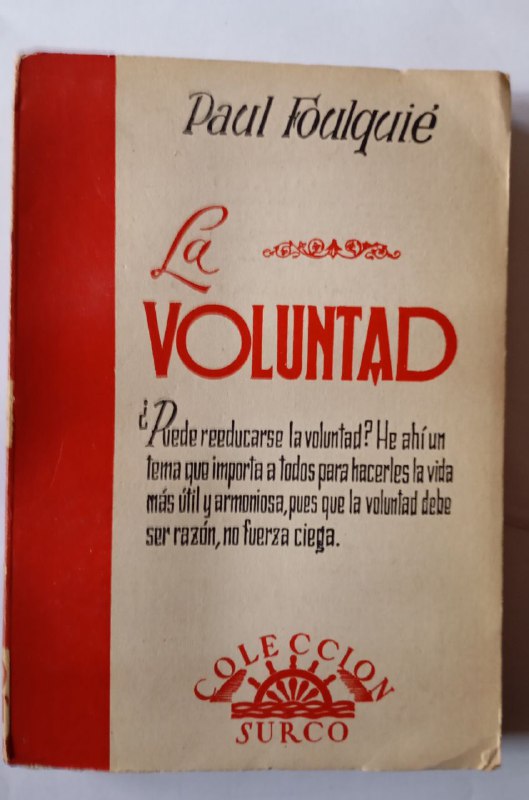 Paul Foulquié
La
VOLUNTAD
¿Puede reeducarse la voluntad? He ahí un
tema que importa a todos para hacerles la vida
más útil y armoniosa, pues que la voluntad debe
ser razón, no fuerza ciega.
COLECCION
SURCO